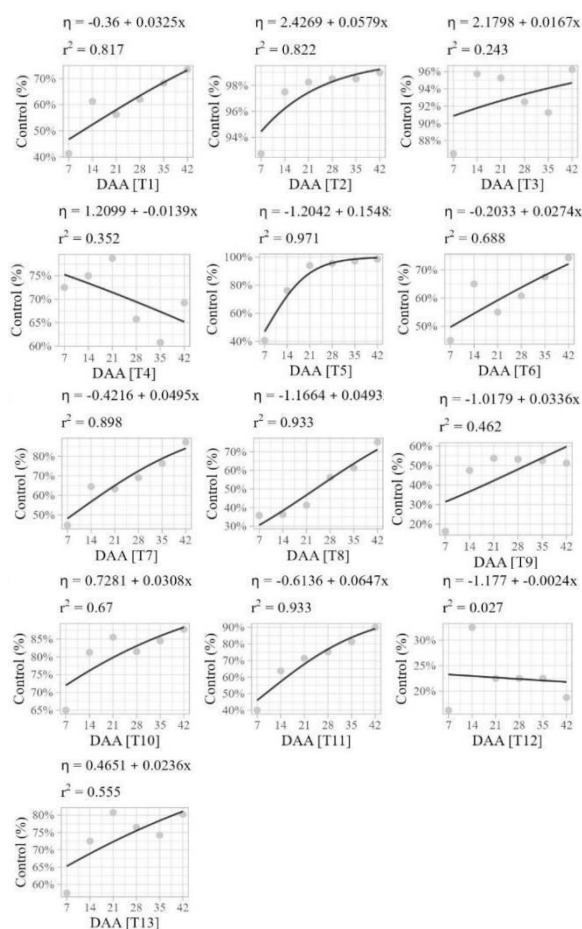 η = -0.36 + 0.0325x
r² = 0.817
Control (%)
70%
60%
50%
40%
7 14 21 28 35 42
DAA [T1]
η = 2.4269 + 0.0579x
r² = 0.822
Control (%)
98%
96%
94%
7 14 21 28 35 42
DAA [T2]
η = 2.1798 + 0.0167x
r² = 0.243
Control (%)
96%
94%
92%
90%
88%
7 14 21 28 35 42
DAA [T3]
η = 1.2099 + -0.0139x
r² = 0.352
Control (%)
75%
70%
65%
60%
7 14 21 28 35 42
DAA [T4]
η = -1.2042 + 0.1548
r² = 0.971
Control (%)
100%
80%
60%
40%
7 14 21 28 35 42
DAA [T5]
η = -0.2033 + 0.0274x
r² = 0.688
Control (%)
70%
60%
50%
7 14 21 28 35 42
DAA [T6]
η = -0.4216 + 0.0495x
r² = 0.898
Control (%)
80%
70%
60%
50%
7 14 21 28 35 42
DAA [T7]
η = -1.1664 + 0.0493
r² = 0.933
Control (%)
70%
60%
50%
40%
30%
7 14 21 28 35 42
DAA [T8]
η = -1.0179 + 0.0336x
r² = 0.462
Control (%)
60%
50%
40%
30%
20%
7 14 21 28 35 42
DAA [T9]
η = 0.7281 + 0.0308x
r² = 0.67
Control (%)
85%
80%
75%
70%
65%
7 14 21 28 35 42
DAA [T10]
η = -0.6136 + 0.0647x
r² = 0.933
Control (%)
90%
80%
70%
60%
50%
40%
7 14 21 28 35 42
DAA [T11]
η = -1.177 + -0.0024x
r² = 0.027
Control (%)
30%
25%
20%
7 14 21 28 35 42
DAA [T12]
η = 0.4651 + 0.0236x
r² = 0.555
Control (%)
80%
75%
70%
65%
60%
7 14 21 28 35 42
DAA [T13]